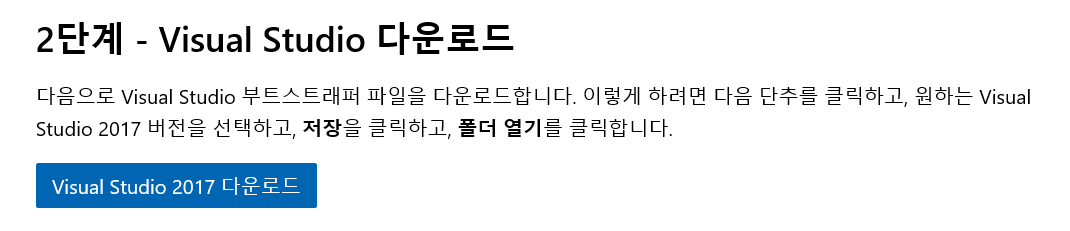 2단계 - Visual Studio 다운로드
다음으로 Visual Studio 부트스트래퍼 파일을 다운로드합니다. 이렇게 하려면 다음 단추를 클릭하고, 원하는 Visual
Studio 2017 버전을 선택하고, 저장을 클릭하고, 폴더 열기를 클릭합니다.
Visual Studio 2017 다운로드